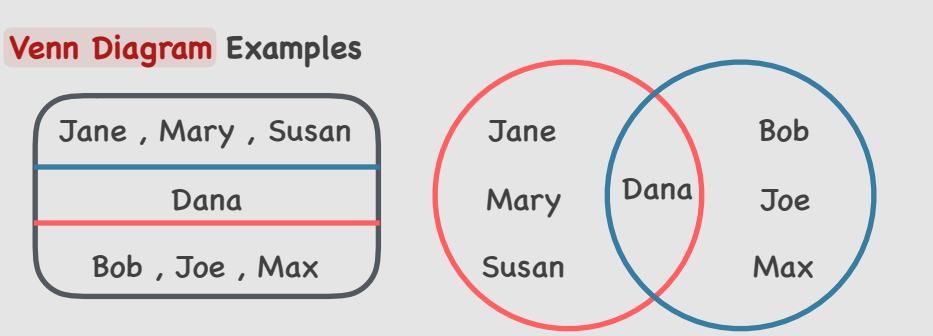 Venn Diagram Examples
Jane , Mary , Susan
Dana
Bob , Joe , Max
Jane
Mary
Susan
Dana
Bob
Joe
Max